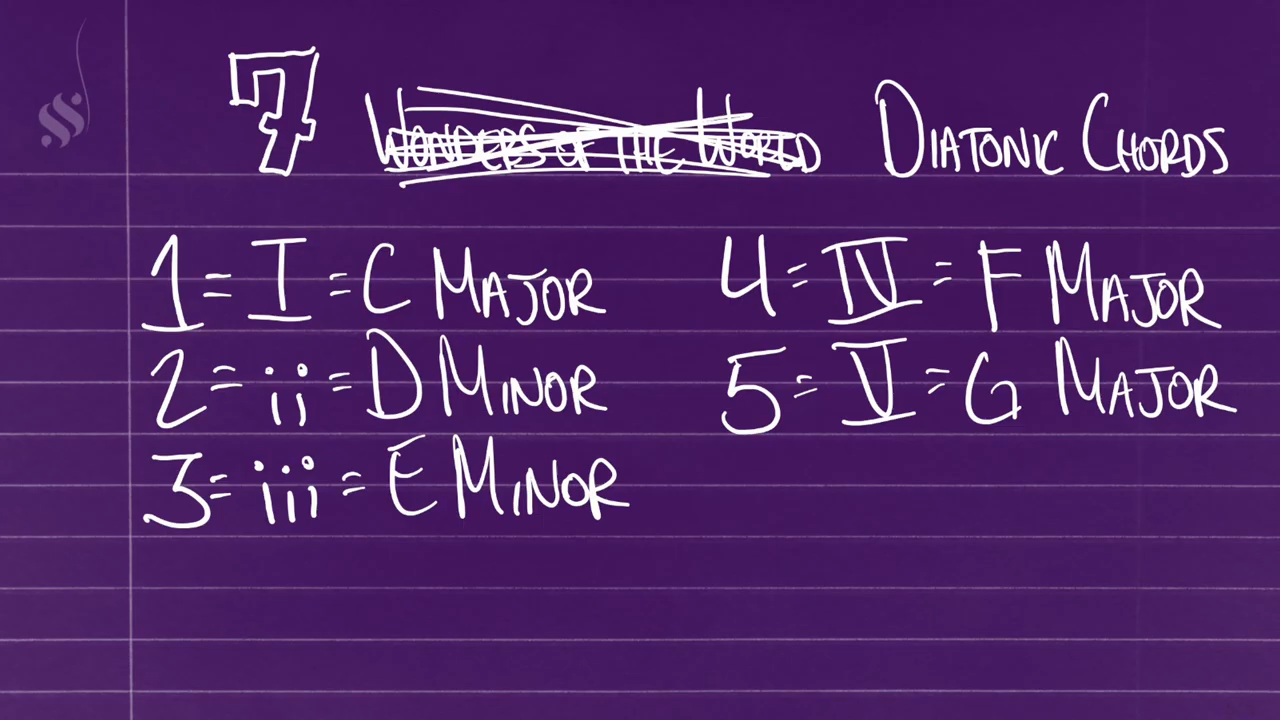 7 Wonders of the World Diatonic Chords
1 = I = C Major
2 = ii = D Minor
3 = iii = E Minor
4 = IV = F Major
5 = V = G Major